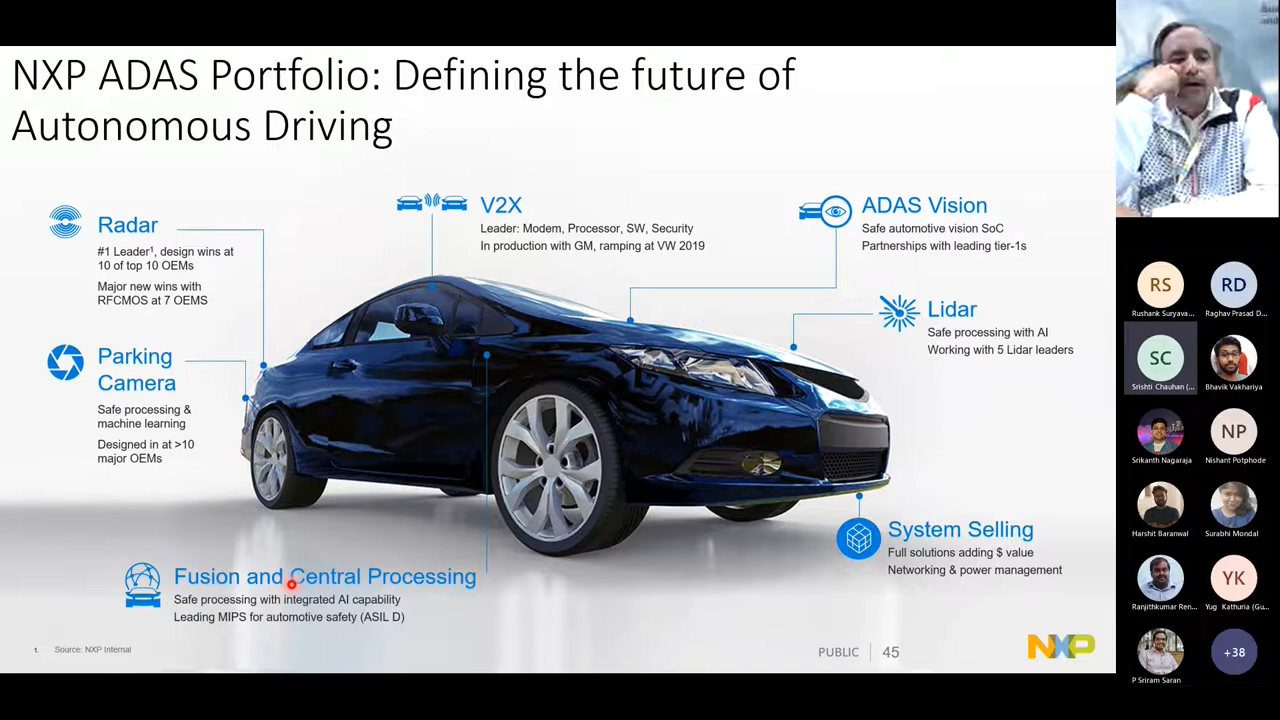 NXP ADAS Portfolio: Defining the future of
Autonomous Driving
Radar
#1 Leader¹, design wins at
10 of top 10 OEMs
Major new wins with
RFCMOS at 7 OEMS
Parking
Camera
Safe processing &
machine learning
Designed in at >10
major OEMs
V2X
Leader: Modem, Processor, SW, Security
In production with GM, ramping at VW 2019
ADAS Vision
Safe automotive vision SoC
Partnerships with leading tier-1s
Lidar
Safe processing with AI
Working with 5 Lidar leaders
System Selling
Full solutions adding $ value
Networking & power management
Fusion and Central Processing
Safe processing with integrated AI capability
Leading MIPS for automotive safety (ASIL D)
1. Source: NXP Internal
PUBLIC 45
NXP
RS RD
Rushank Suryava... Raghav Prasad D...
SC
Srishti Chauhan (... Bhavik Vakhariya
NP
Srikanth Nagaraja Nishant Potphode
Harshit Baranwal Surabhi Mondal
YK
Ranjithkumar Ren... Yug Kathuria (Gu...
+38
P Sriram Saran